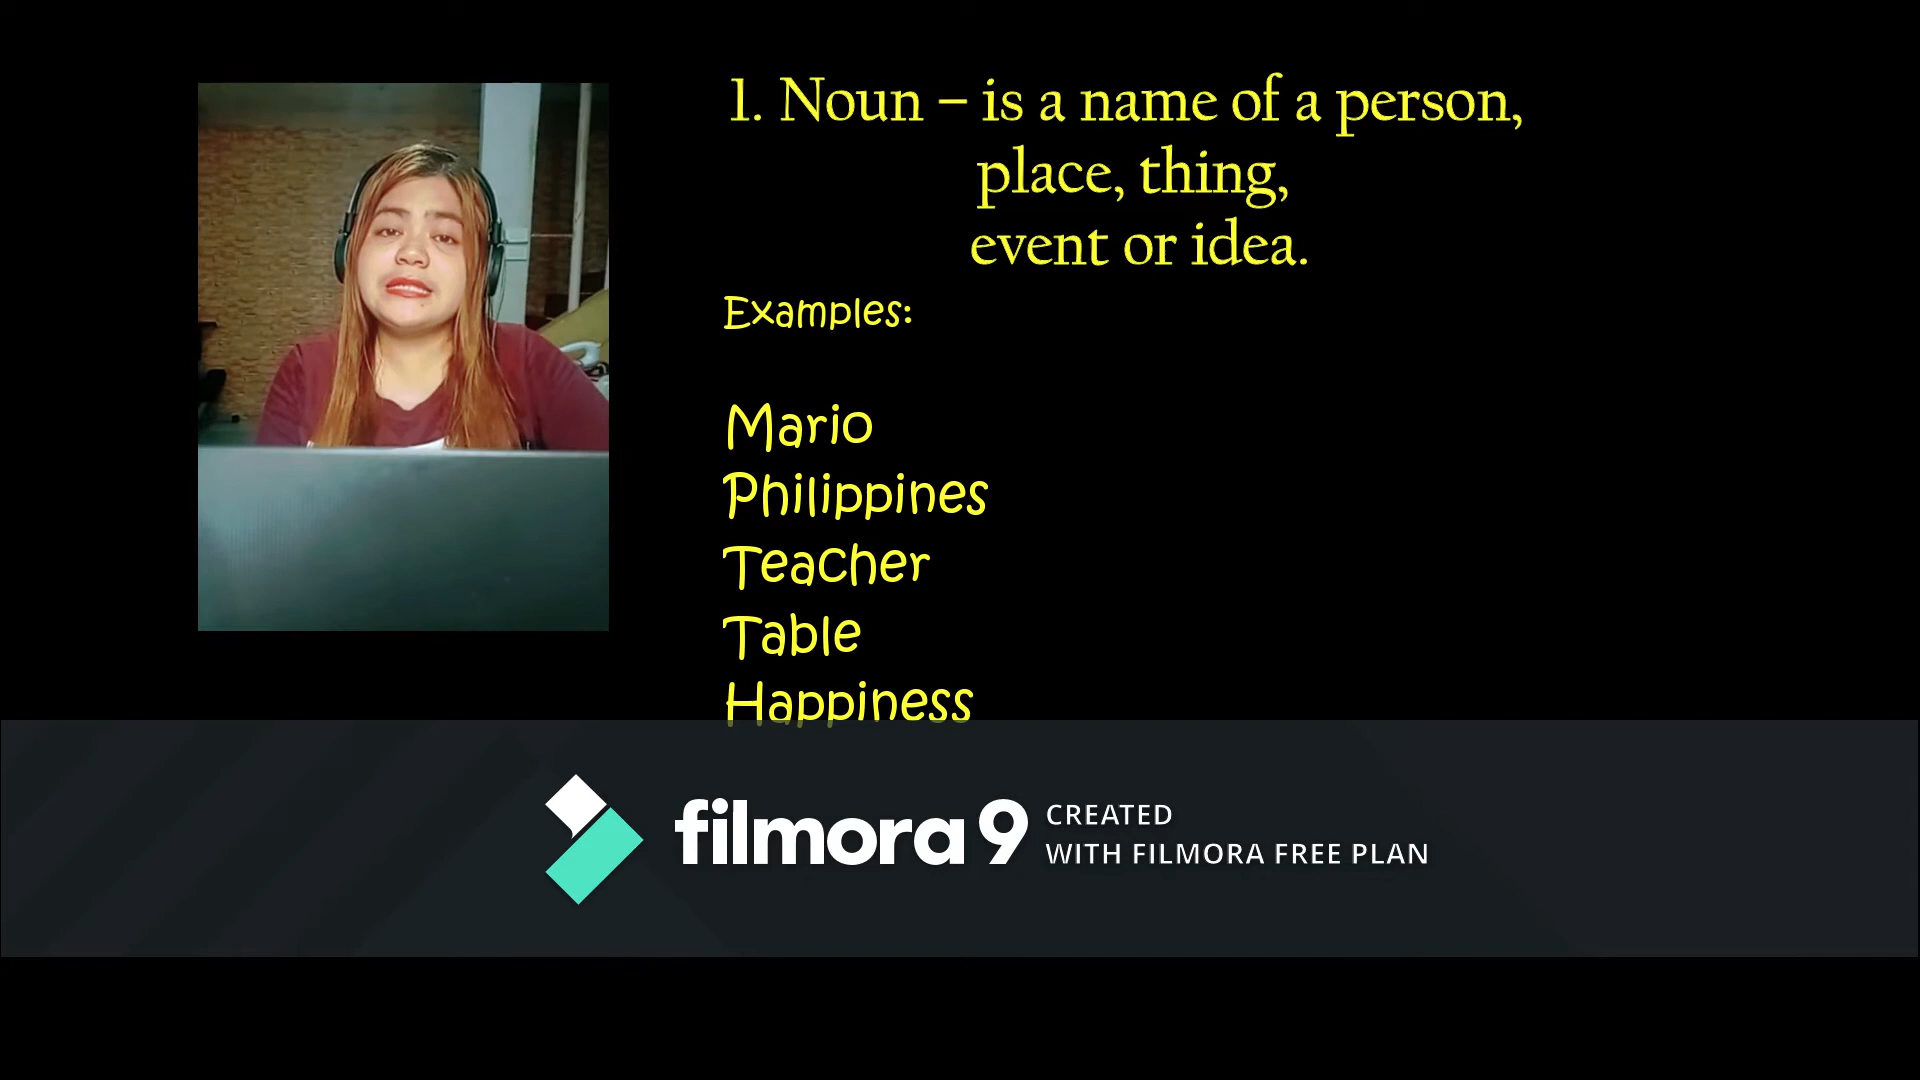 1. Noun – is a name of a person,
place, thing,
event or idea.
Examples:
Mario
Philippines
Teacher
Table
Happiness
filmora 9
CREATED
WITH FILMORA FREE PLAN